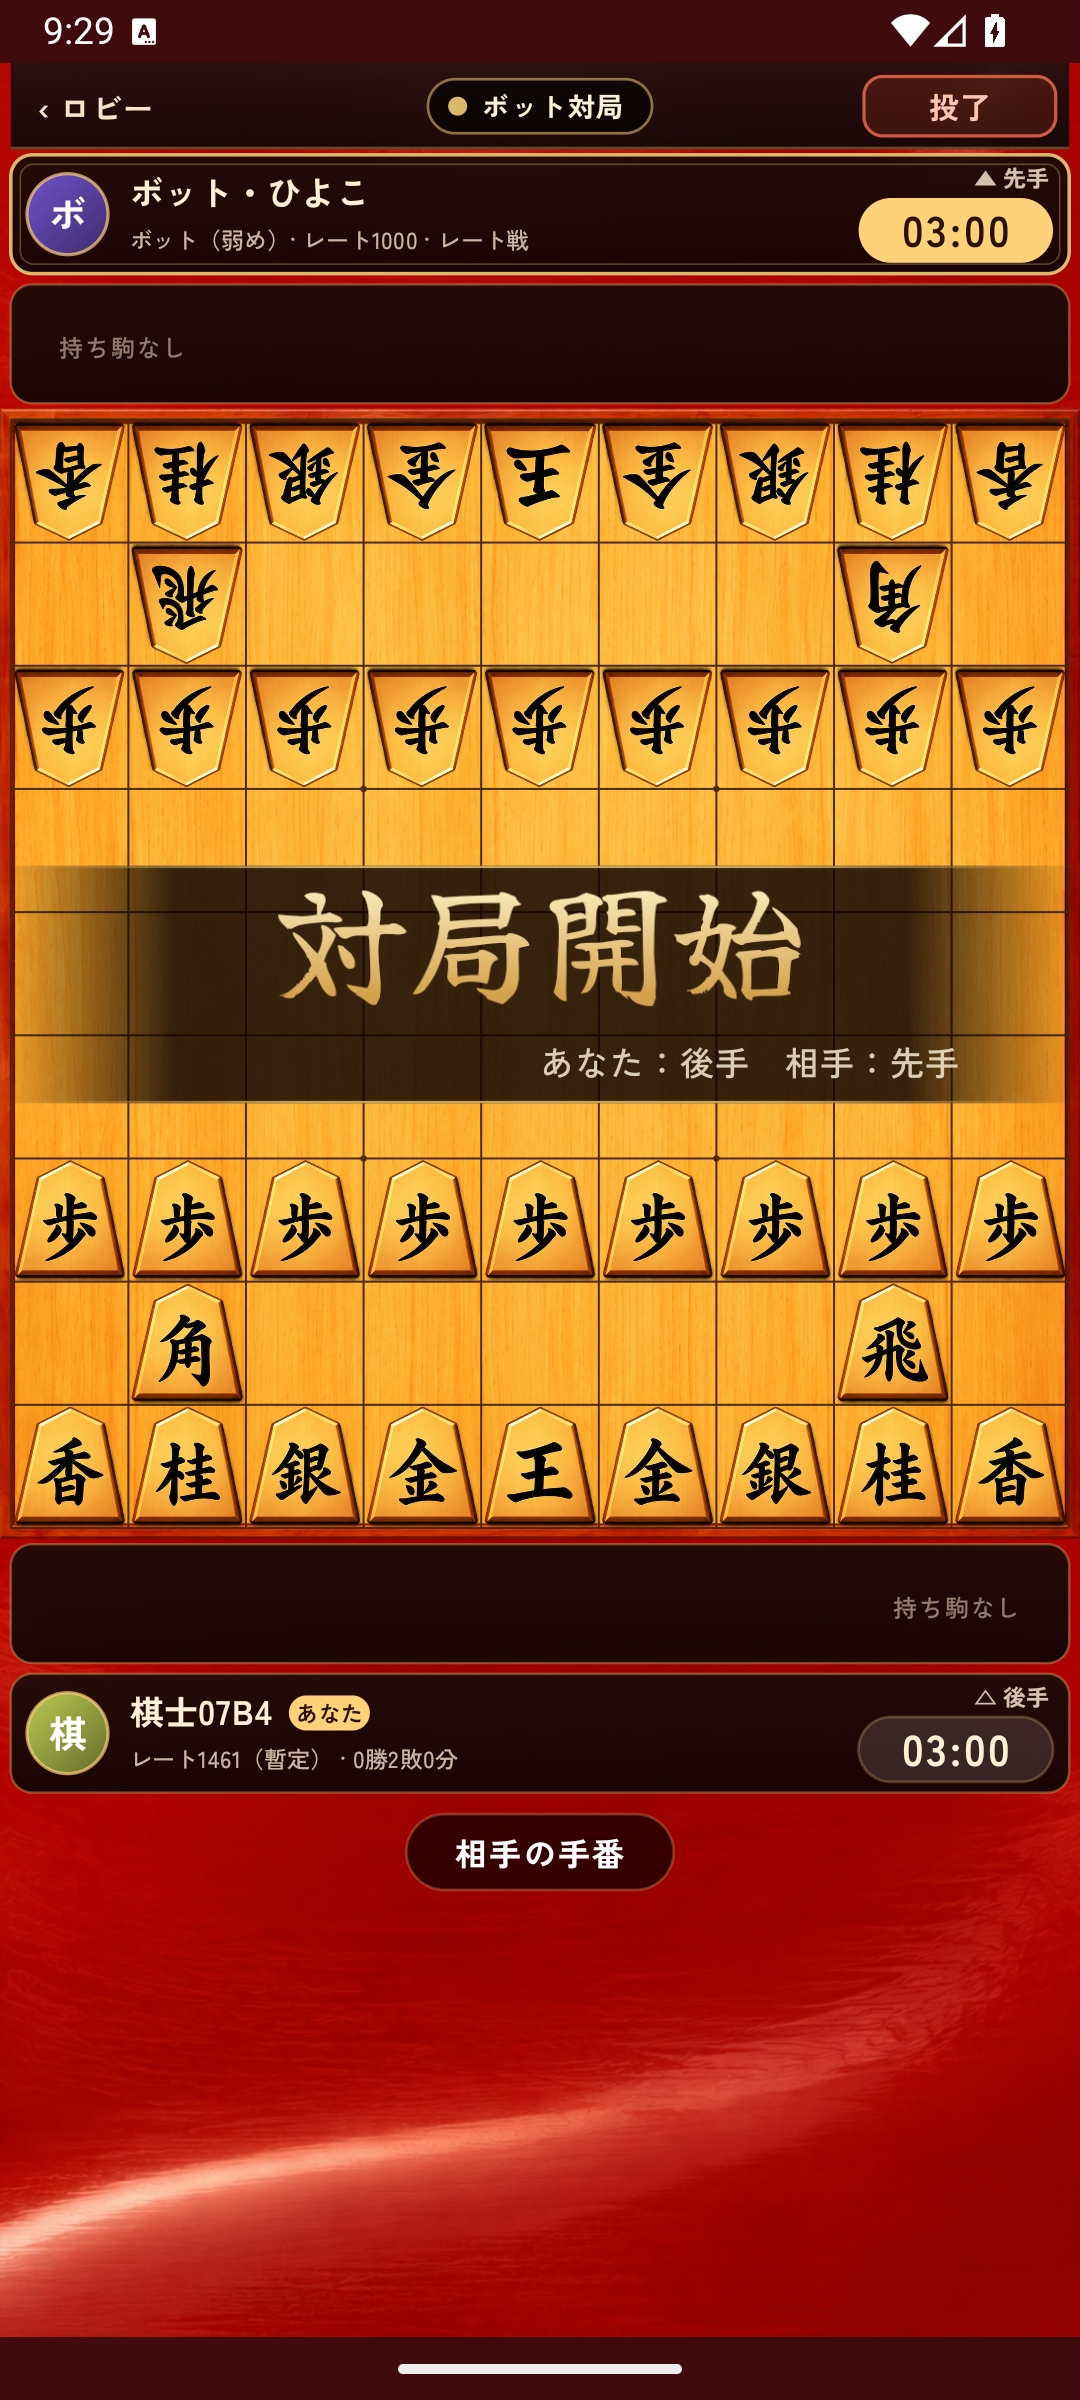 9:29
‹ ロビー
ボット対局
投了
ボ
ボット・ひよこ
ボット（弱め）· レート1000 · レート戦
▲ 先手
03:00
持ち駒なし
香 桂 銀 金 玉 金 銀 桂 香
飛 角
歩 歩 歩 歩 歩 歩 歩 歩 歩
対局開始
あなた：後手　相手：先手
歩 歩 歩 歩 歩 歩 歩 歩 歩
角 飛
香 桂 銀 金 王 金 銀 桂 香
持ち駒なし
棋
棋士07B4 あなた
レート1461（暫定） · 0勝2敗0分
△ 後手
03:00
相手の手番